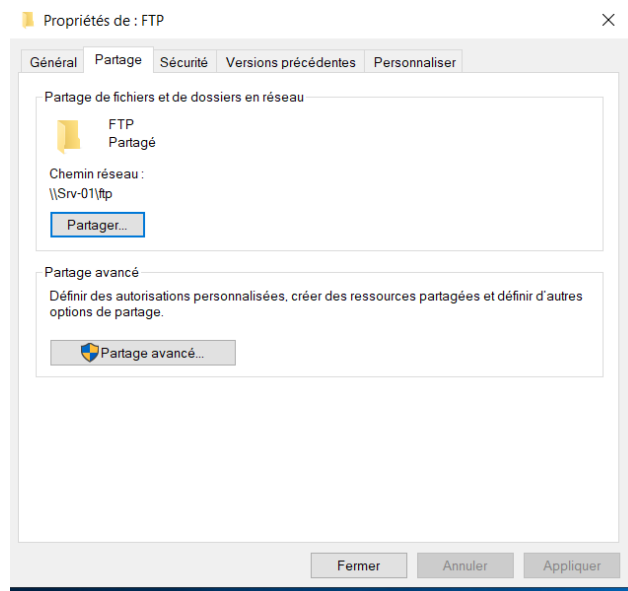 Propriétés de : FTP
Général
Partage
Sécurité
Versions précédentes
Personnaliser
Partage de fichiers et de dossiers en réseau
FTP
Partagé
Chemin réseau :
\\Srv-01\ftp
Partager...
Partage avancé
Définir des autorisations personnalisées, créer des ressources partagées et définir d'autres
options de partage.
Partage avancé...
Fermer
Annuler
Appliquer